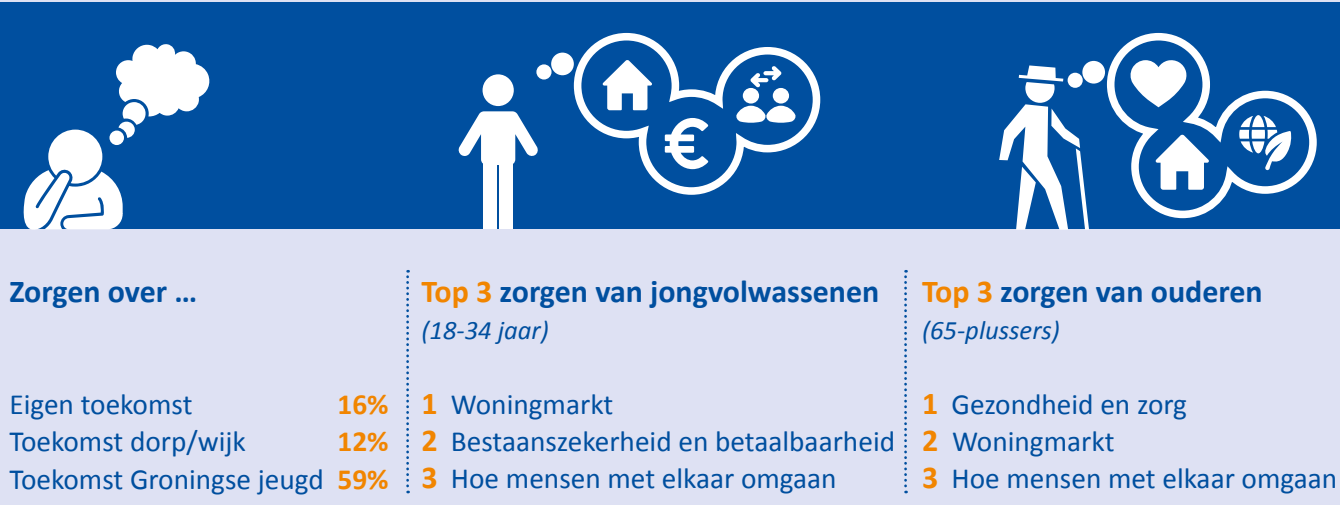 Zorgen over ...
Eigen toekomst 16%
Toekomst dorp/wijk 12%
Toekomst Groningse jeugd 59%
Top 3 zorgen van jongvolwassenen
(18-34 jaar)
1 Woningmarkt
2 Bestaanszekerheid en betaalbaarheid
3 Hoe mensen met elkaar omgaan
Top 3 zorgen van ouderen
(65-plussers)
1 Gezondheid en zorg
2 Woningmarkt
3 Hoe mensen met elkaar omgaan